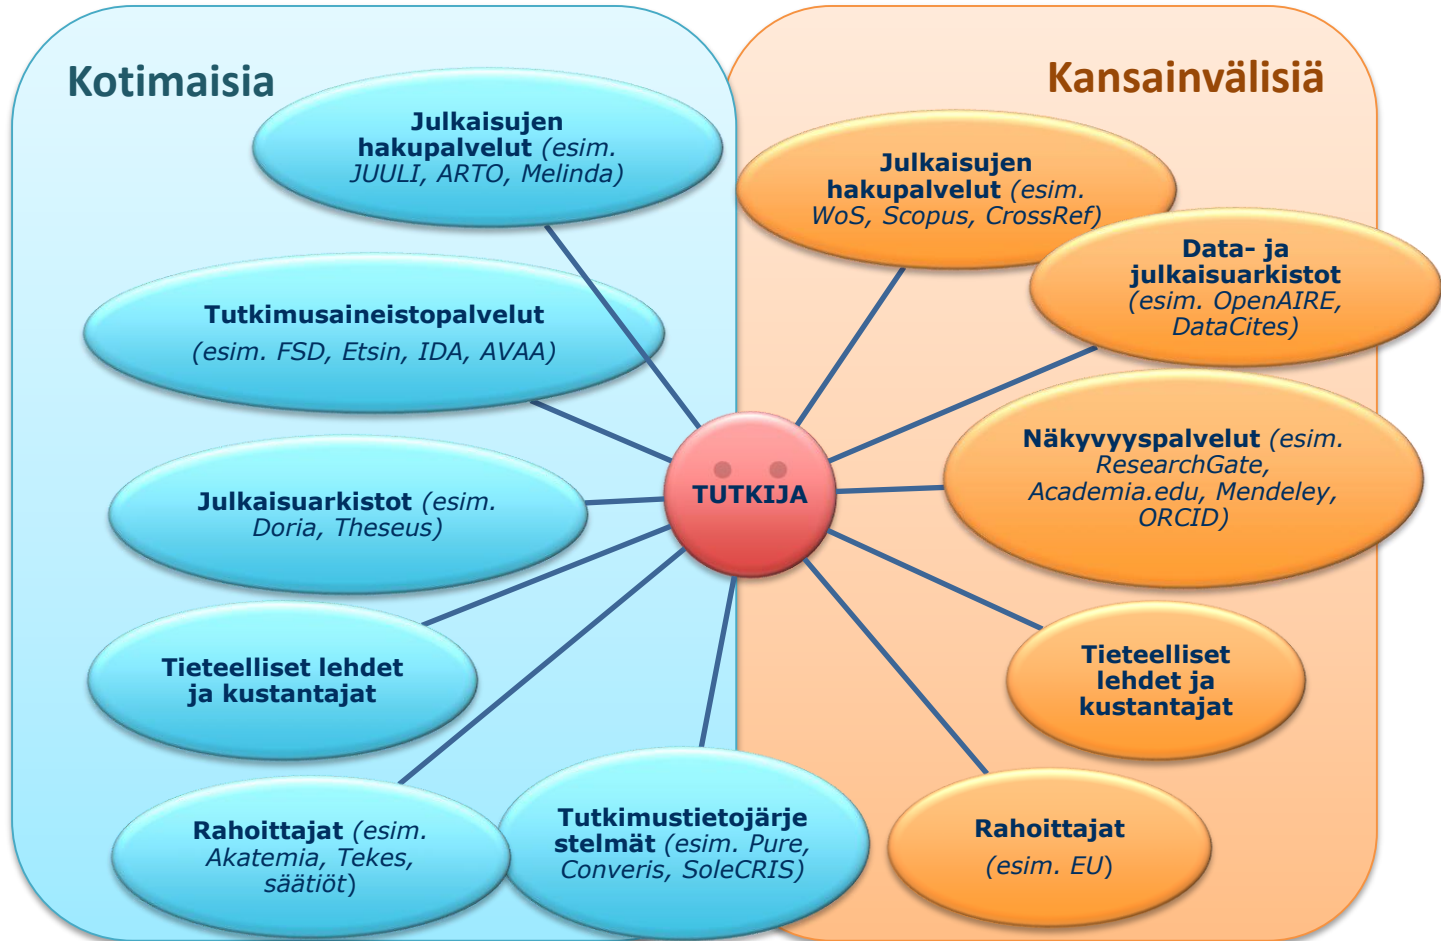 Kotimaisia
Julkaisujen
hakupalvelut (esim.
JUULI, ARTO, Melinda)
Tutkimusaineistopalvelut
(esim. FSD, Etsin, IDA, AVAA)
Julkaisuarkistot (esim.
Doria, Theseus)
Tieteelliset lehdet
ja kustantajat
Rahoittajat (esim.
Akatemia, Tekes,
säätiöt)
Tutkimustietojärje
stelmät (esim. Pure,
Converis, SoleCRIS)
TUTKIJA
Kansainvälisiä
Julkaisujen
hakupalvelut (esim.
WoS, Scopus, CrossRef)
Data- ja
julkaisuarkistot
(esim. OpenAIRE,
DataCites)
Näkyvyyspalvelut (esim.
ResearchGate,
Academia.edu, Mendeley,
ORCID)
Tieteelliset
lehdet ja
kustantajat
Rahoittajat
(esim. EU)